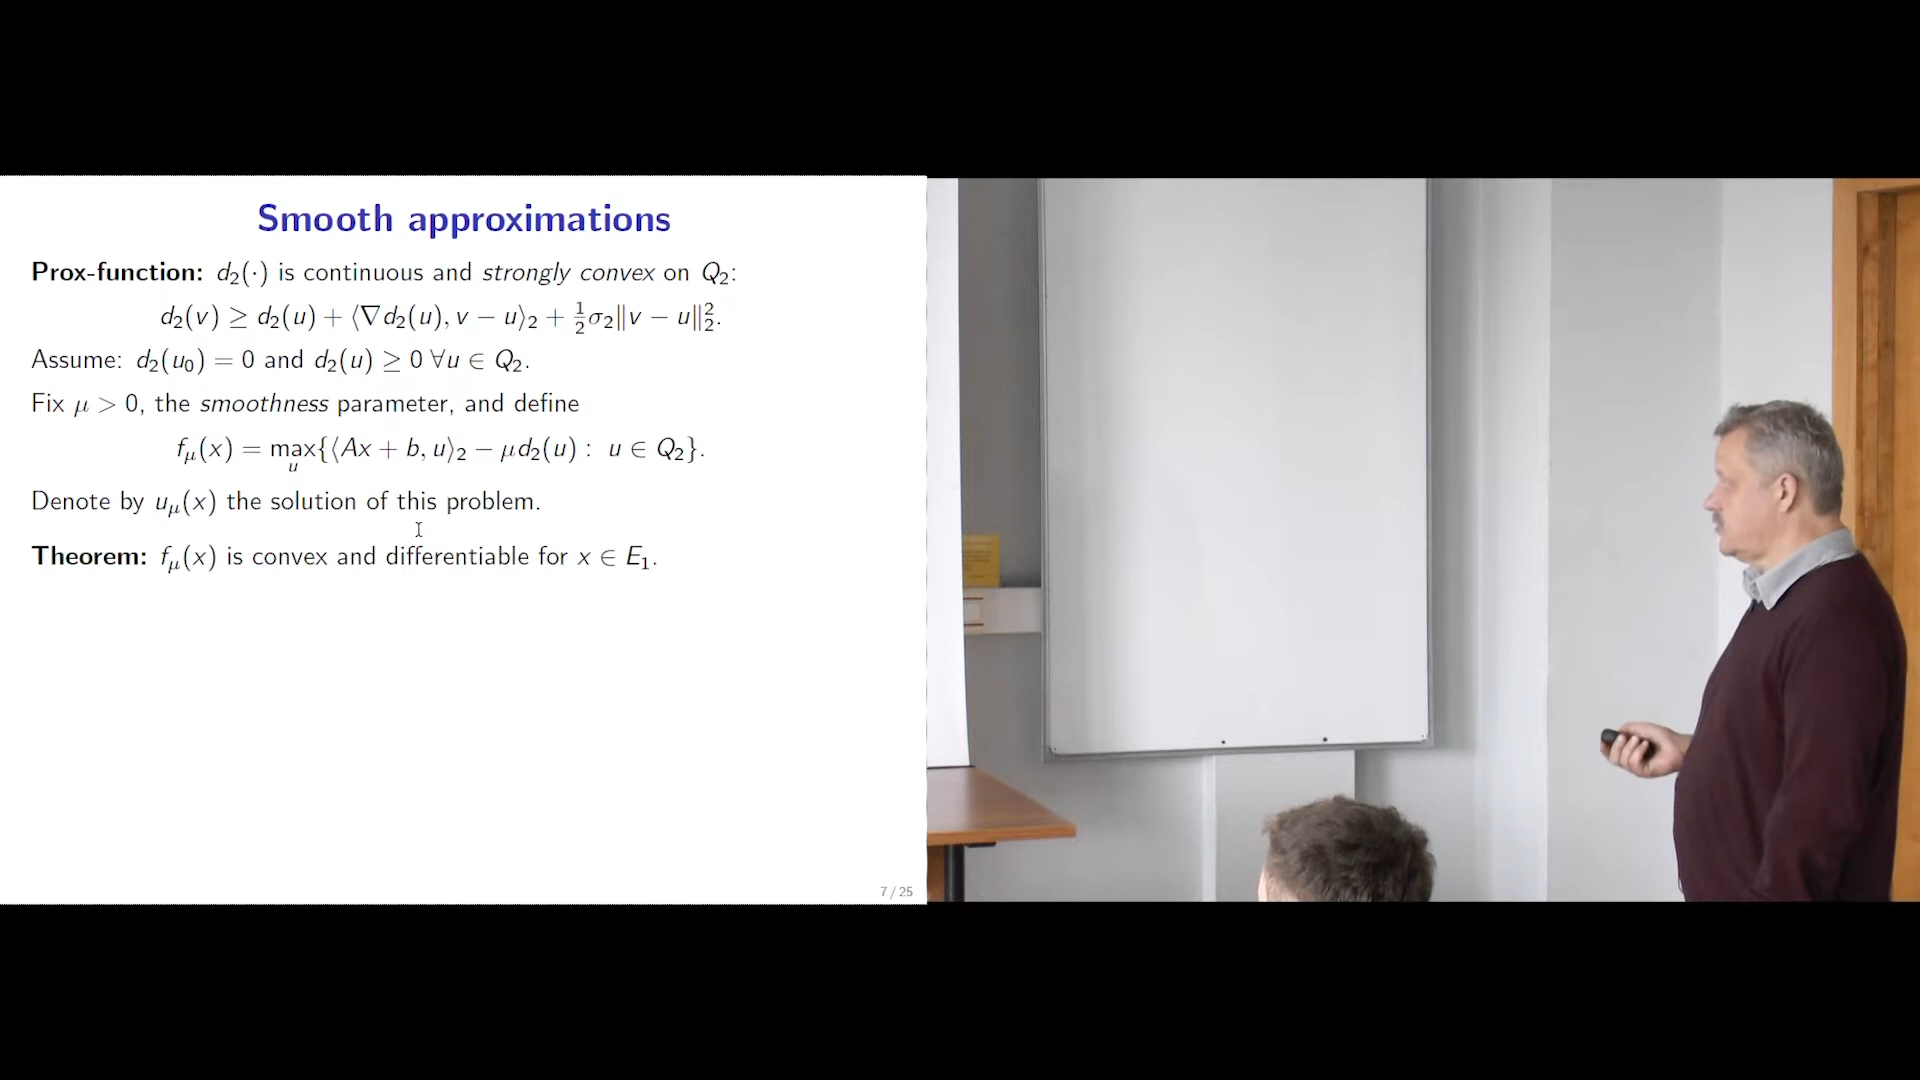 Smooth approximations
Prox-function: d₂(·) is continuous and strongly convex on Q₂:
d₂(v) ≥ d₂(u) + ⟨∇d₂(u), v − u⟩₂ + ½σ₂‖v − u‖₂².
Assume: d₂(u₀) = 0 and d₂(u) ≥ 0 ∀u ∈ Q₂.
Fix μ > 0, the smoothness parameter, and define
f_μ(x) = max_u{⟨Ax + b, u⟩₂ − μd₂(u) : u ∈ Q₂}.
Denote by u_μ(x) the solution of this problem.
Theorem: f_μ(x) is convex and differentiable for x ∈ E₁.
7 / 25